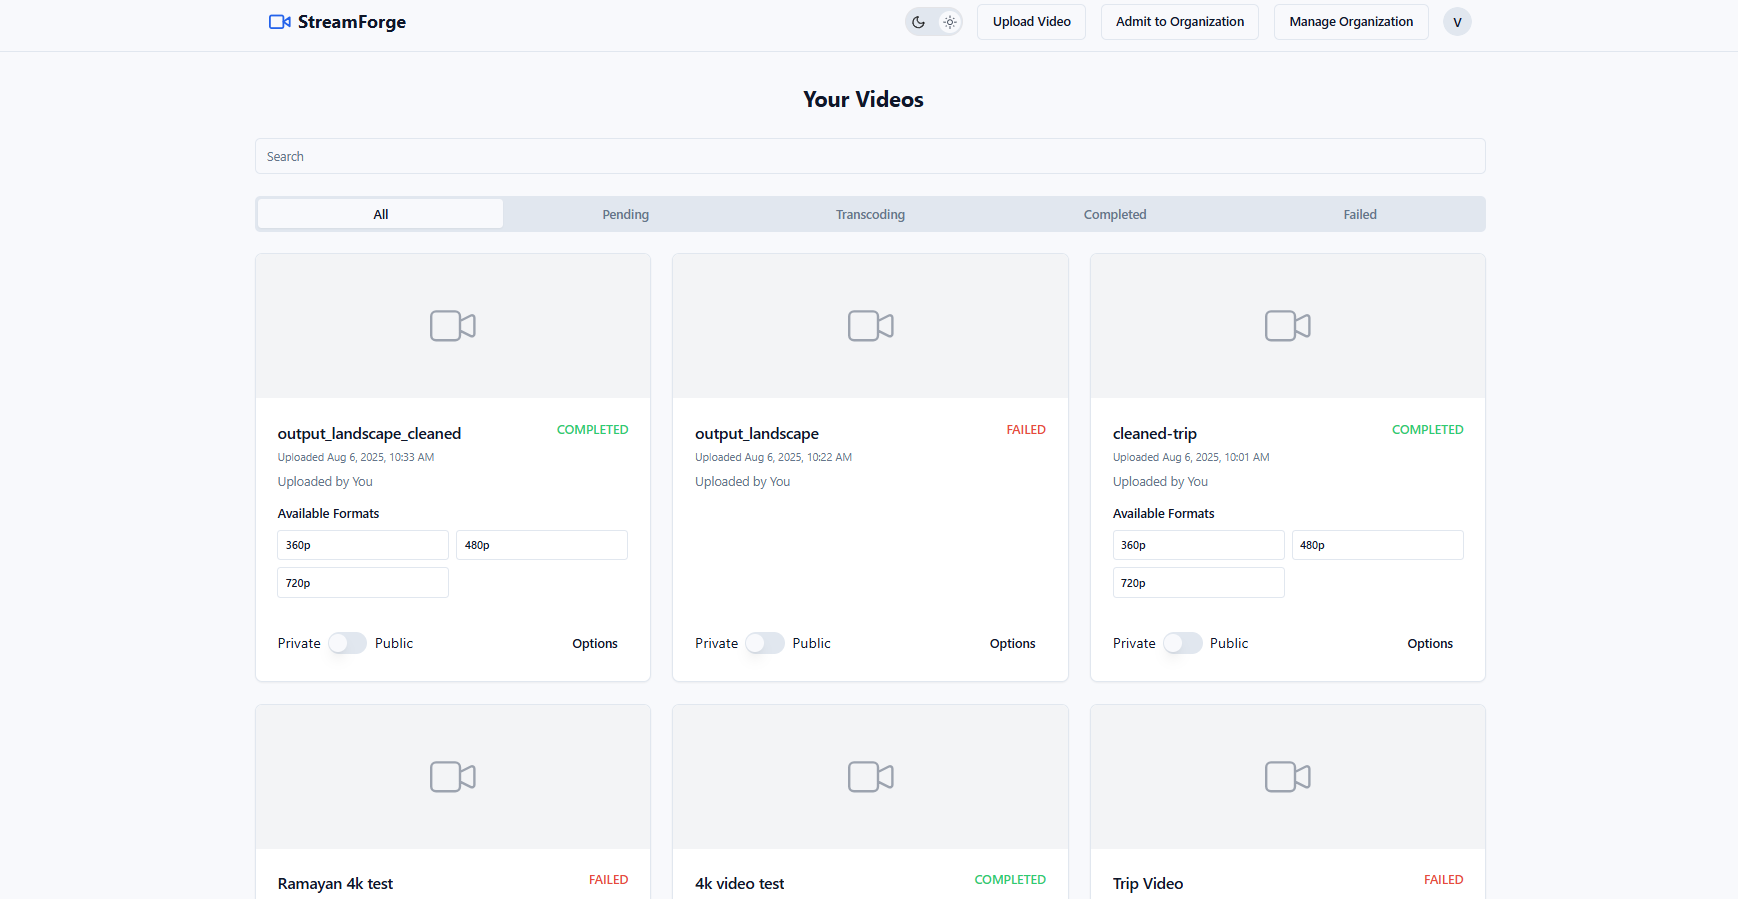 StreamForge
Upload Video
Admit to Organization
Manage Organization
V
Your Videos
Search
All
Pending
Transcoding
Completed
Failed
output_landscape_cleaned
COMPLETED
Uploaded Aug 6, 2025, 10:33 AM
Uploaded by You
Available Formats
360p
480p
720p
Private
Public
Options
output_landscape
FAILED
Uploaded Aug 6, 2025, 10:22 AM
Uploaded by You
Private
Public
Options
cleaned-trip
COMPLETED
Uploaded Aug 6, 2025, 10:01 AM
Uploaded by You
Available Formats
360p
480p
720p
Private
Public
Options
Ramayan 4k test
FAILED
4k video test
COMPLETED
Trip Video
FAILED